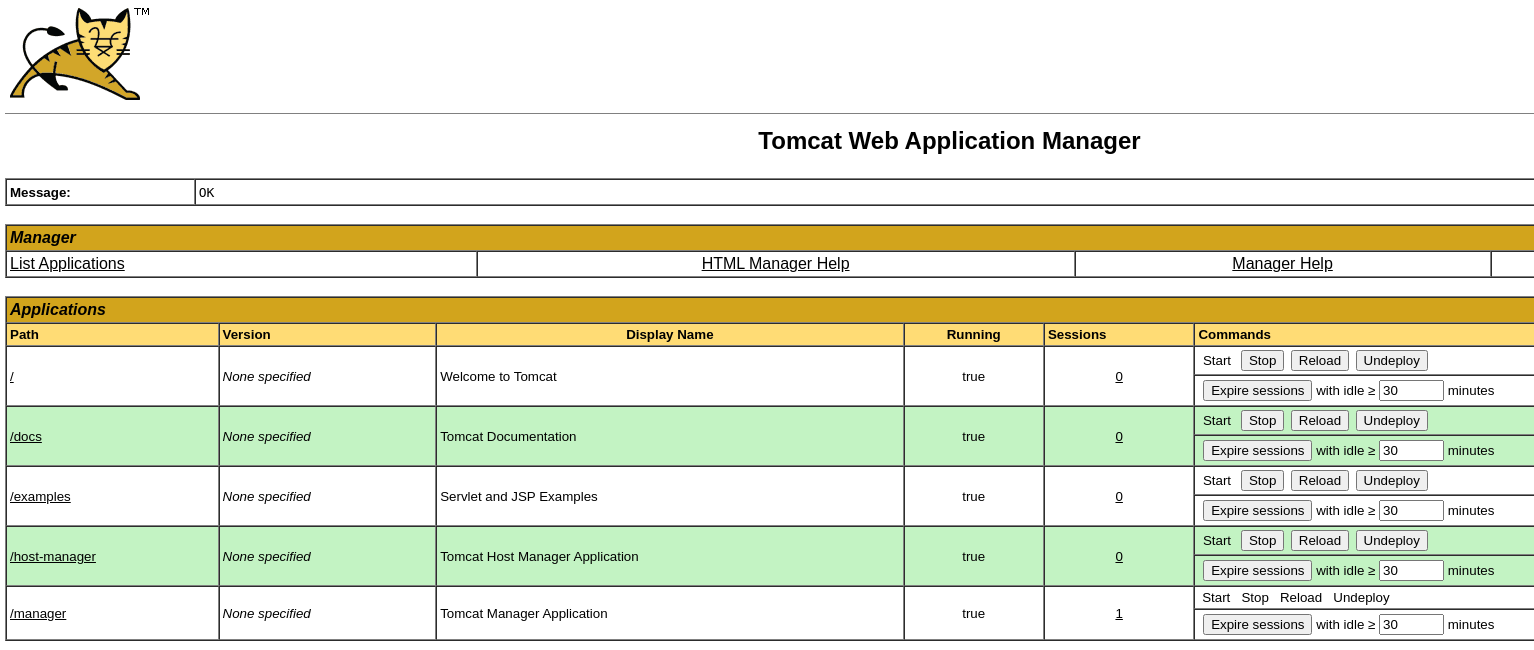 TM
Tomcat Web Application Manager
Message: OK
Manager
List Applications HTML Manager Help Manager Help
Applications
Path Version Display Name Running Sessions Commands
/ None specified Welcome to Tomcat true 0 Start Stop Reload Undeploy
Expire sessions with idle ≥ 30 minutes
/docs None specified Tomcat Documentation true 0 Start Stop Reload Undeploy
Expire sessions with idle ≥ 30 minutes
/examples None specified Servlet and JSP Examples true 0 Start Stop Reload Undeploy
Expire sessions with idle ≥ 30 minutes
/host-manager None specified Tomcat Host Manager Application true 0 Start Stop Reload Undeploy
Expire sessions with idle ≥ 30 minutes
/manager None specified Tomcat Manager Application true 1 Start Stop Reload Undeploy
Expire sessions with idle ≥ 30 minutes